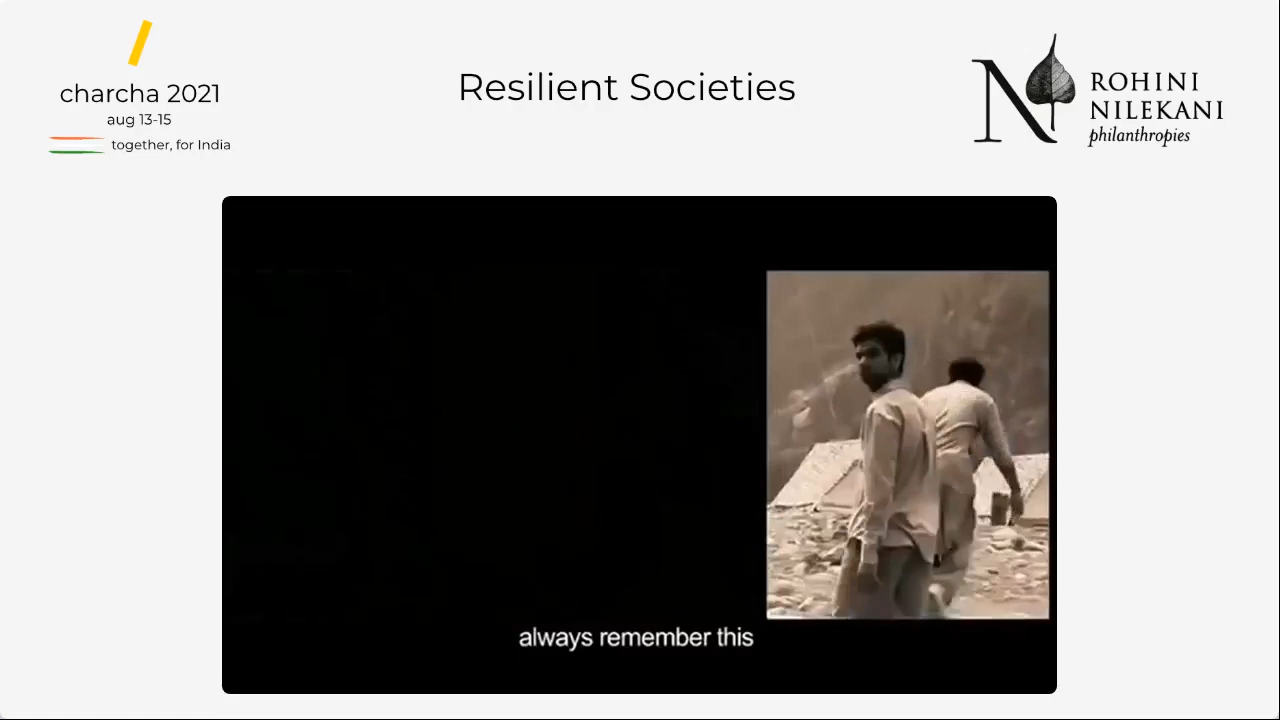 charcha 2021
aug 13-15
together, for India
Resilient Societies
N ROHINI
NILEKANI
philanthropies
always remember this